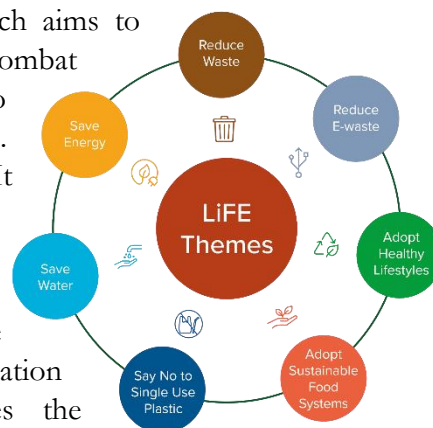 ch aims to
ombat
o
.
It
ation
es the
Reduce
Waste
Reduce
E-waste
Adopt
Healthy
Lifestyles
Adopt
Sustainable
Food
Systems
Say No to
Single Use
Plastic
Save
Water
Save
Energy
LiFE
Themes